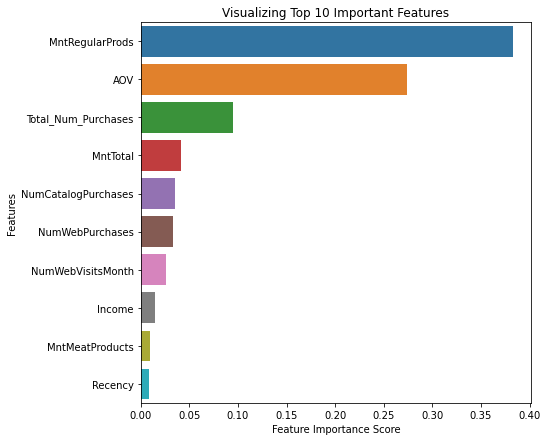 Visualizing Top 10 Important Features
MntRegularProds
AOV
Total_Num_Purchases
MntTotal
NumCatalogPurchases
NumWebPurchases
NumWebVisitsMonth
Income
MntMeatProducts
Recency
Features
0.00 0.05 0.10 0.15 0.20 0.25 0.30 0.35 0.40
Feature Importance Score